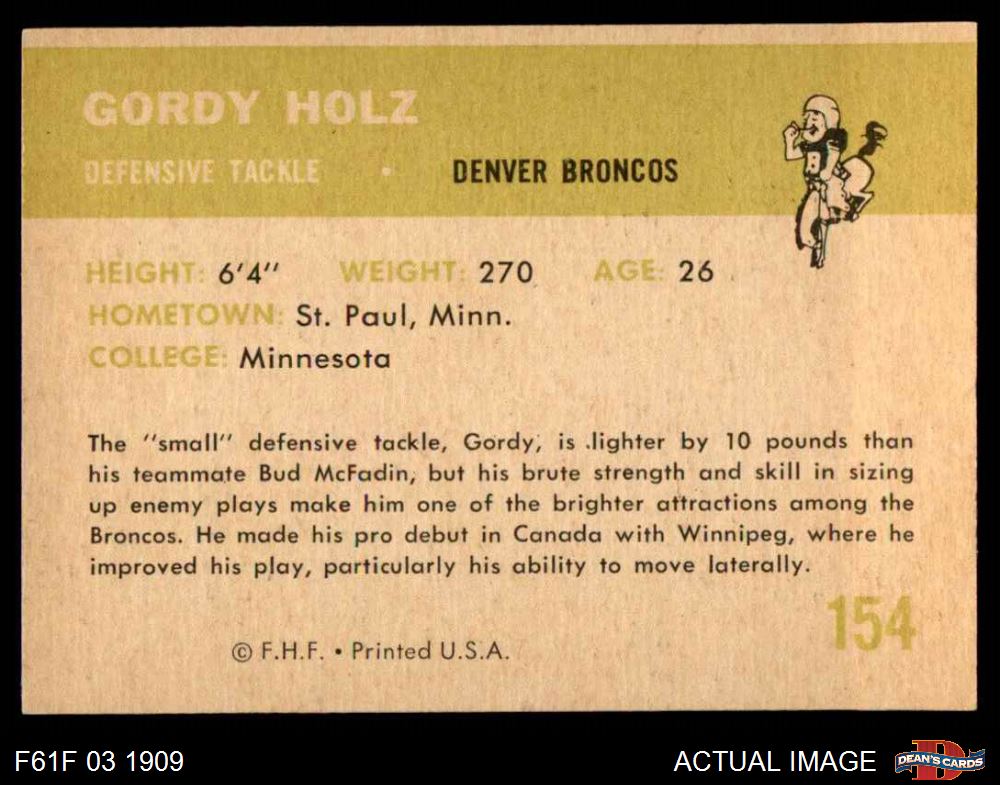 GORDY HOLZ
DEFENSIVE TACKLE • DENVER BRONCOS
HEIGHT: 6'4" WEIGHT: 270 AGE: 26
HOMETOWN: St. Paul, Minn.
COLLEGE: Minnesota
The "small" defensive tackle, Gordy, is lighter by 10 pounds than
his teammate Bud McFadin, but his brute strength and skill in sizing
up enemy plays make him one of the brighter attractions among the
Broncos. He made his pro debut in Canada with Winnipeg, where he
improved his play, particularly his ability to move laterally.
154
© F.H.F. • Printed U.S.A.
F61F 03 1909 ACTUAL IMAGE D DEAN'S CARDS